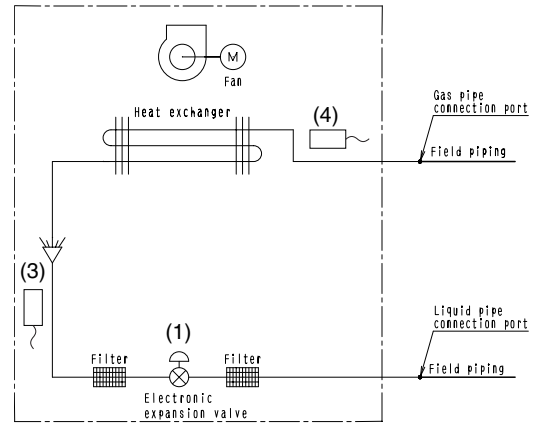 M
Fan
Heat exchanger
(4)
Gas pipe
connection port
Field piping
(3)
(1)
Liquid pipe
connection port
Filter
Filter
Field piping
Electronic
expansion valve